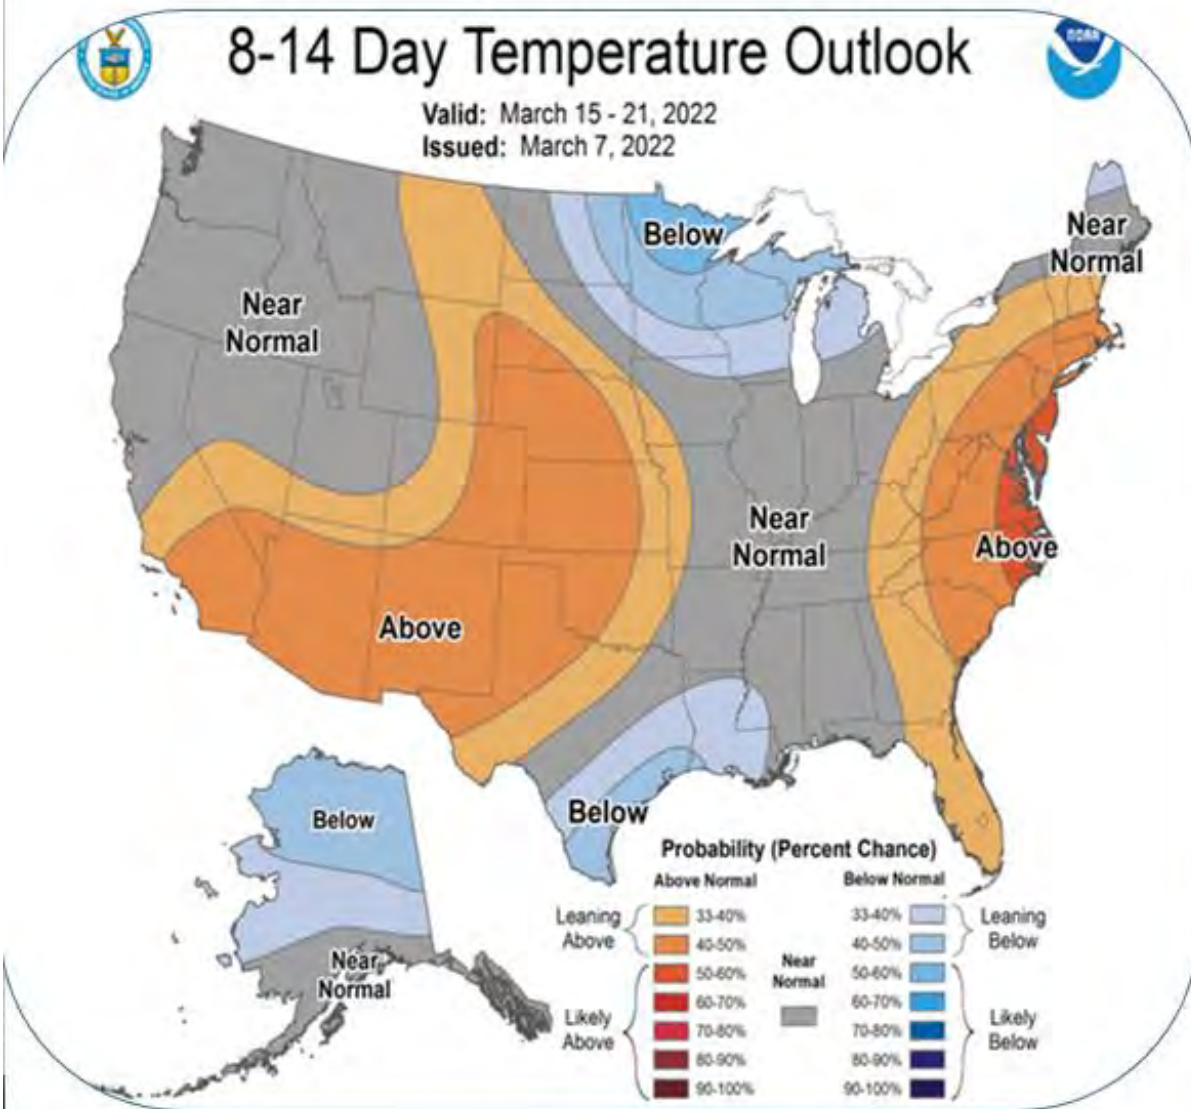 NOAA
8-14 Day Temperature Outlook
Valid: March 15 - 21, 2022
Issued: March 7, 2022
Below
Near
Normal
Near
Normal
Near
Normal
Above
Above
Below
Below
Near
Normal
Probability (Percent Chance)
Above Normal
Below Normal
Leaning
Above
33-40%
40-50%
Likely
Above
50-60%
60-70%
70-80%
80-90%
90-100%
Near
Normal
33-40%
40-50%
Leaning
Below
50-60%
60-70%
70-80%
80-90%
90-100%
Likely
Below